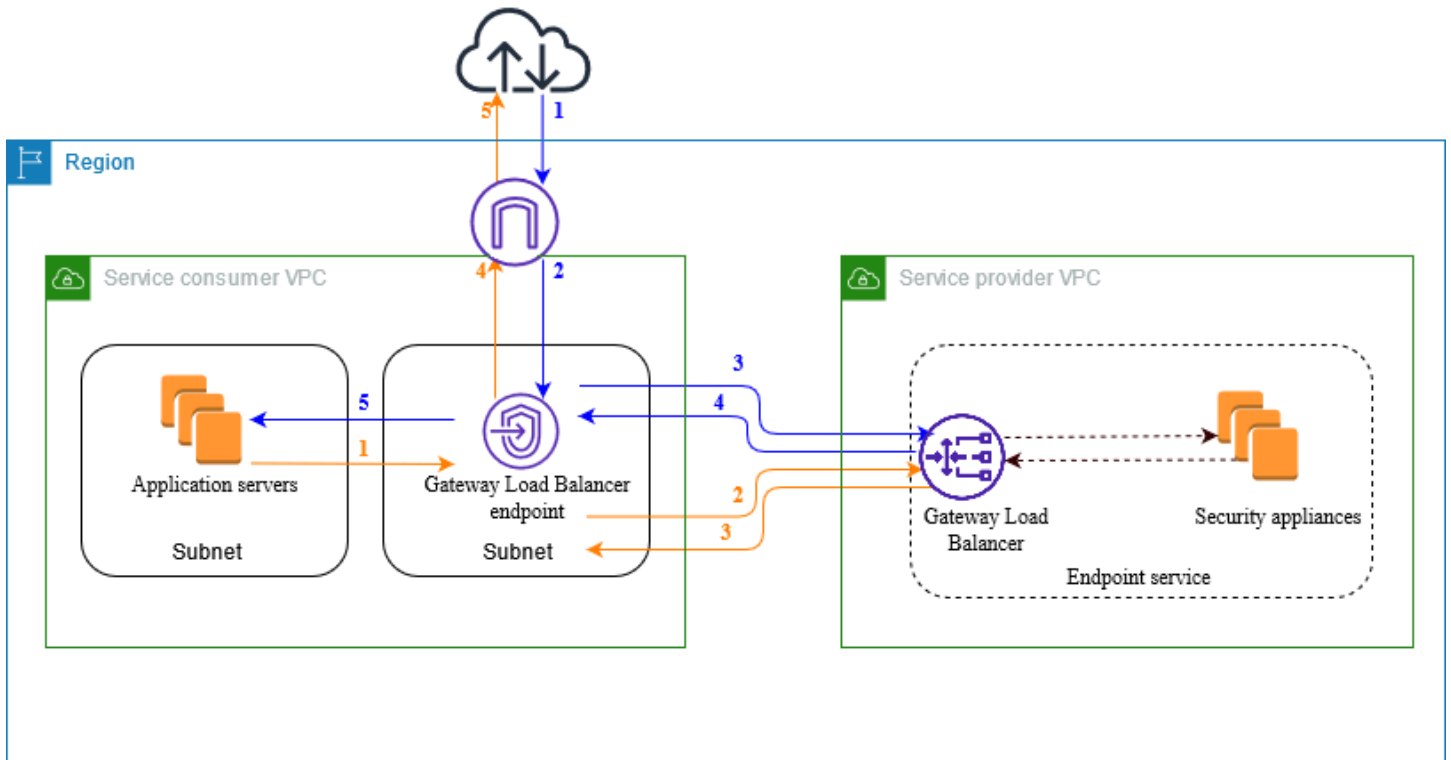 5
1
Region
4
2
Service consumer VPC
Service provider VPC
3
4
5
1
2
3
Application servers
Subnet
Gateway Load Balancer
endpoint
Subnet
Gateway Load
Balancer
Security appliances
Endpoint service